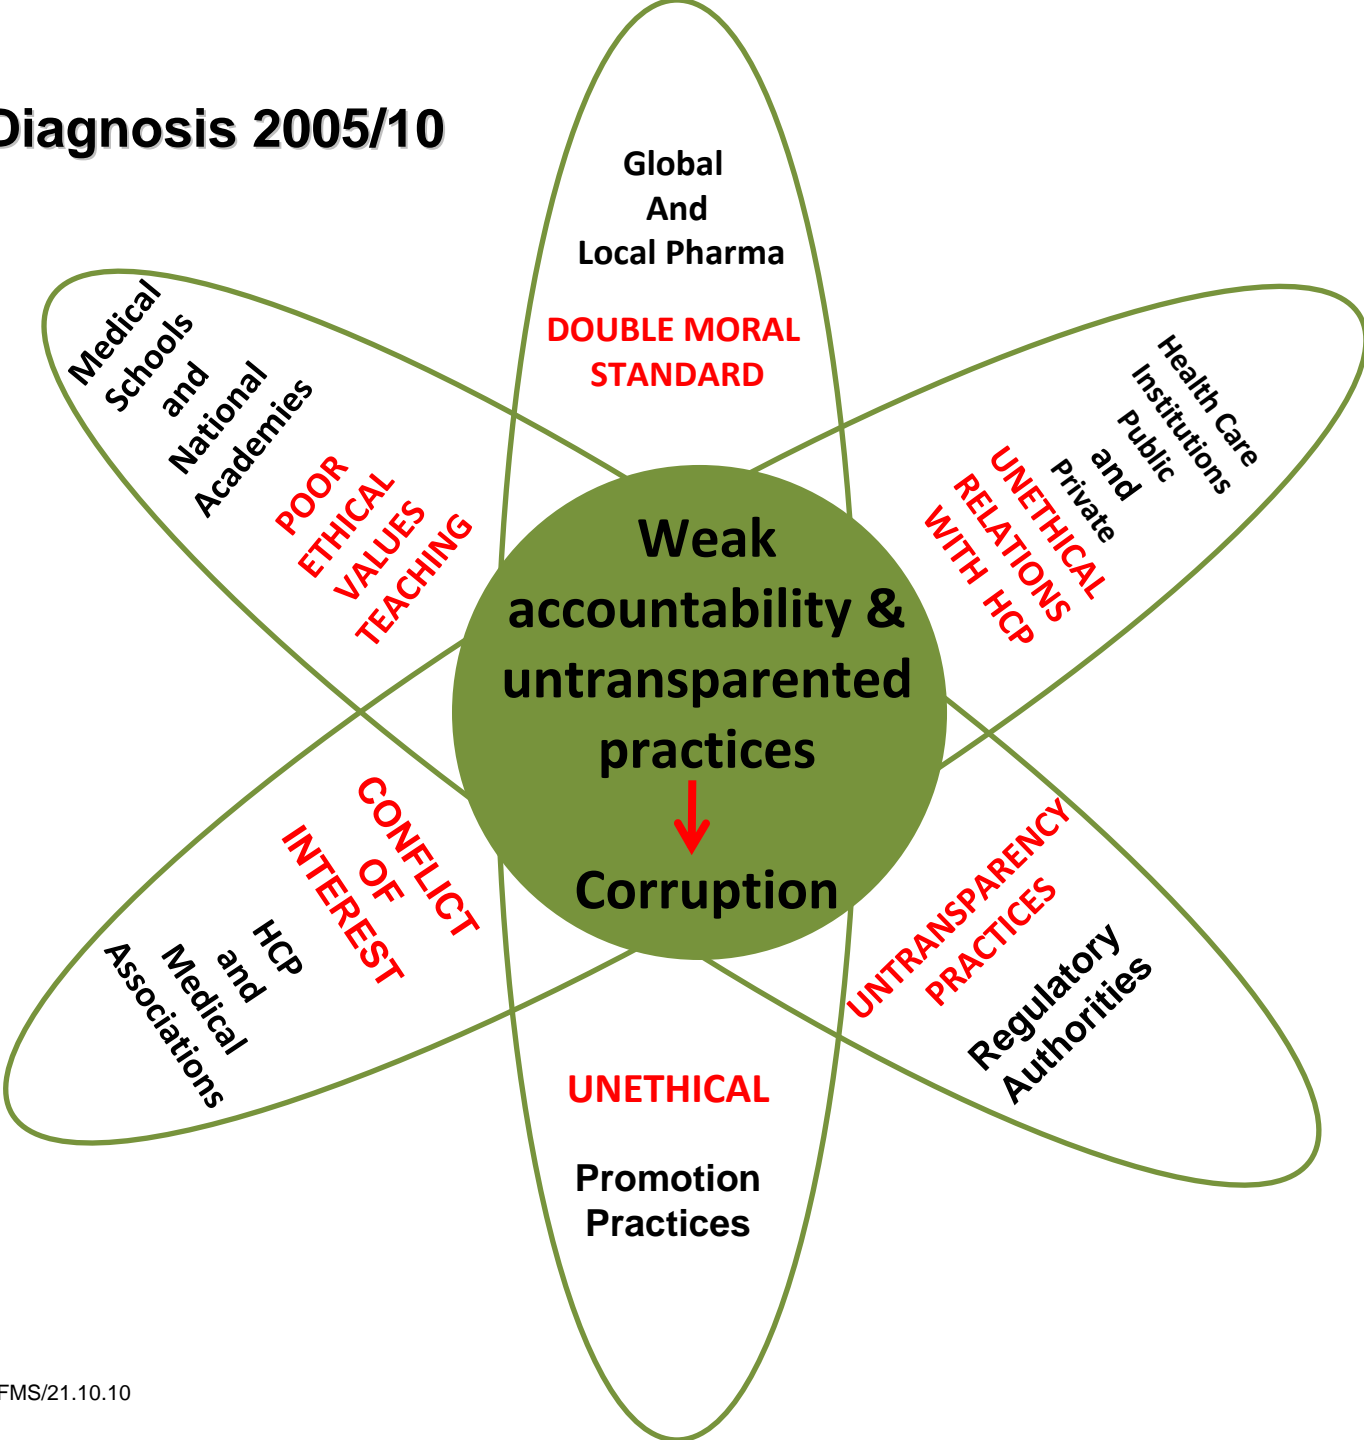 Diagnosis 2005/10
Global
And
Local Pharma
DOUBLE MORAL
STANDARD
Medical
Schools
and
National
Academies
POOR
ETHICAL
VALUES
TEACHING
Health Care
Institutions
Public
and
Private
UNETHICAL
RELATIONS
WITH HCP
Weak
accountability &
untransparented
practices
Corruption
CONFLICT
OF
INTEREST
HCP
and
Medical
Associations
UNTRANSPARENCY
PRACTICES
Regulatory
Authorities
UNETHICAL
Promotion
Practices
FMS/21.10.10